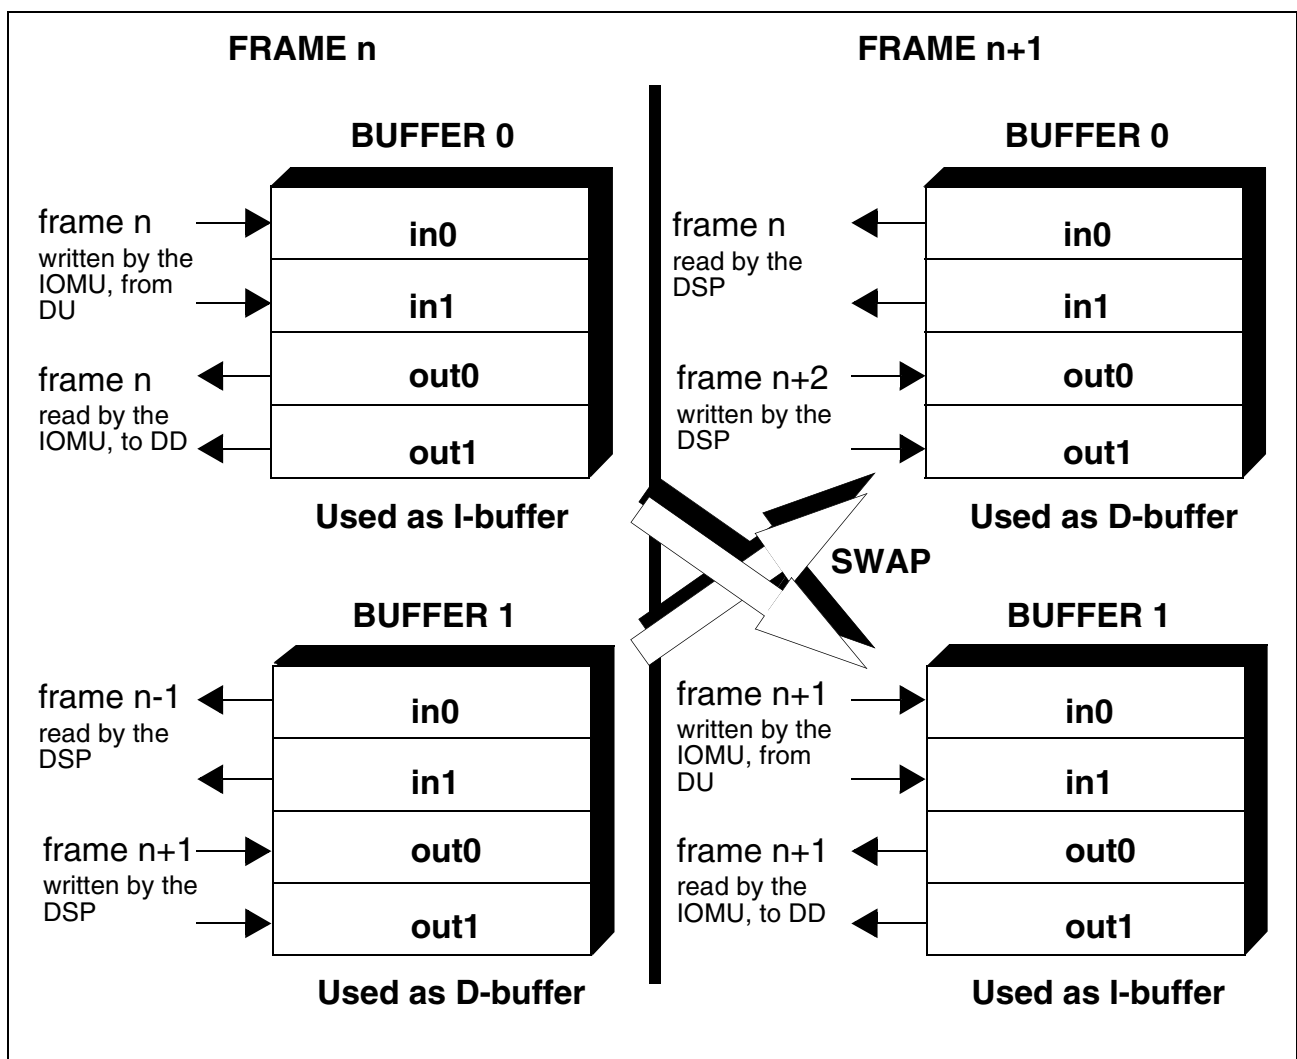 FRAME n
FRAME n+1
BUFFER 0
frame n
written by the
IOMU, from
DU
frame n
read by the
IOMU, to DD
in0
in1
out0
out1
Used as I-buffer
BUFFER 0
frame n
read by the
DSP
frame n+2
written by the
DSP
in0
in1
out0
out1
Used as D-buffer
SWAP
BUFFER 1
frame n-1
read by the
DSP
frame n+1
written by the
DSP
in0
in1
out0
out1
Used as D-buffer
BUFFER 1
frame n+1
written by the
IOMU, from
DU
frame n+1
read by the
IOMU, to DD
in0
in1
out0
out1
Used as I-buffer